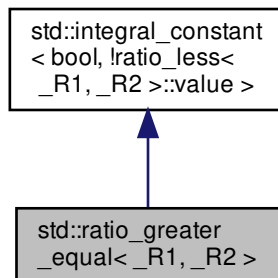 std::integral_constant
< bool, !ratio_less<
_R1, _R2 >::value >
std::ratio_greater
_equal< _R1, _R2 >